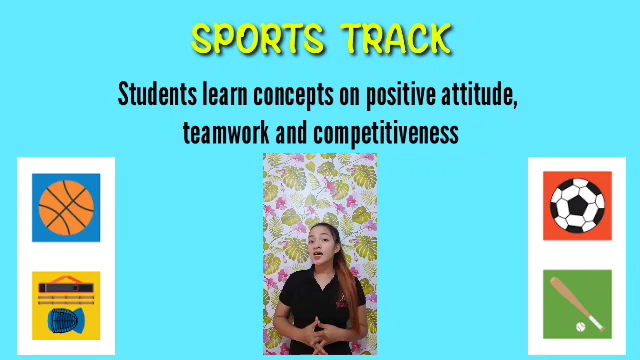 SPORTS TRACK
Students learn concepts on positive attitude,
teamwork and competitiveness